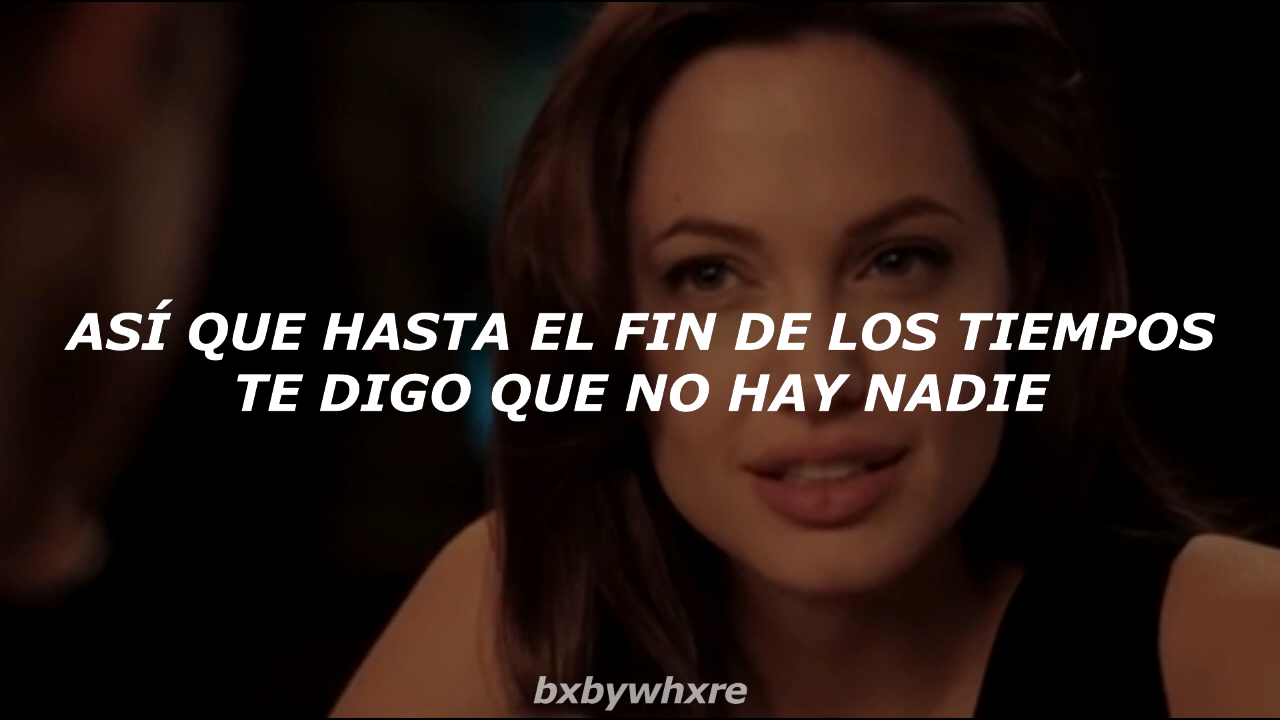 ASÍ QUE HASTA EL FIN DE LOS TIEMPOS
TE DIGO QUE NO HAY NADIE
bxbywhxre